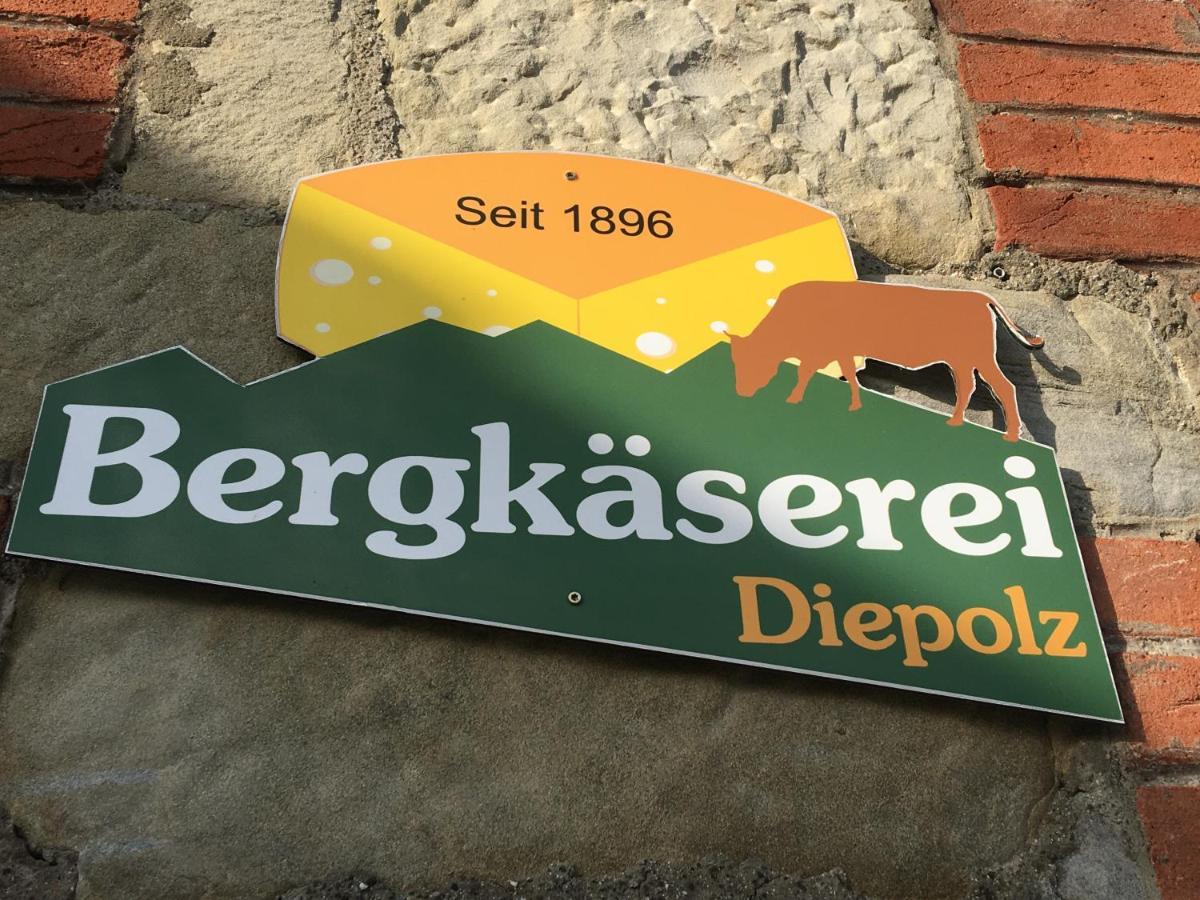 Seit 1896
Bergkäserei
Diepolz